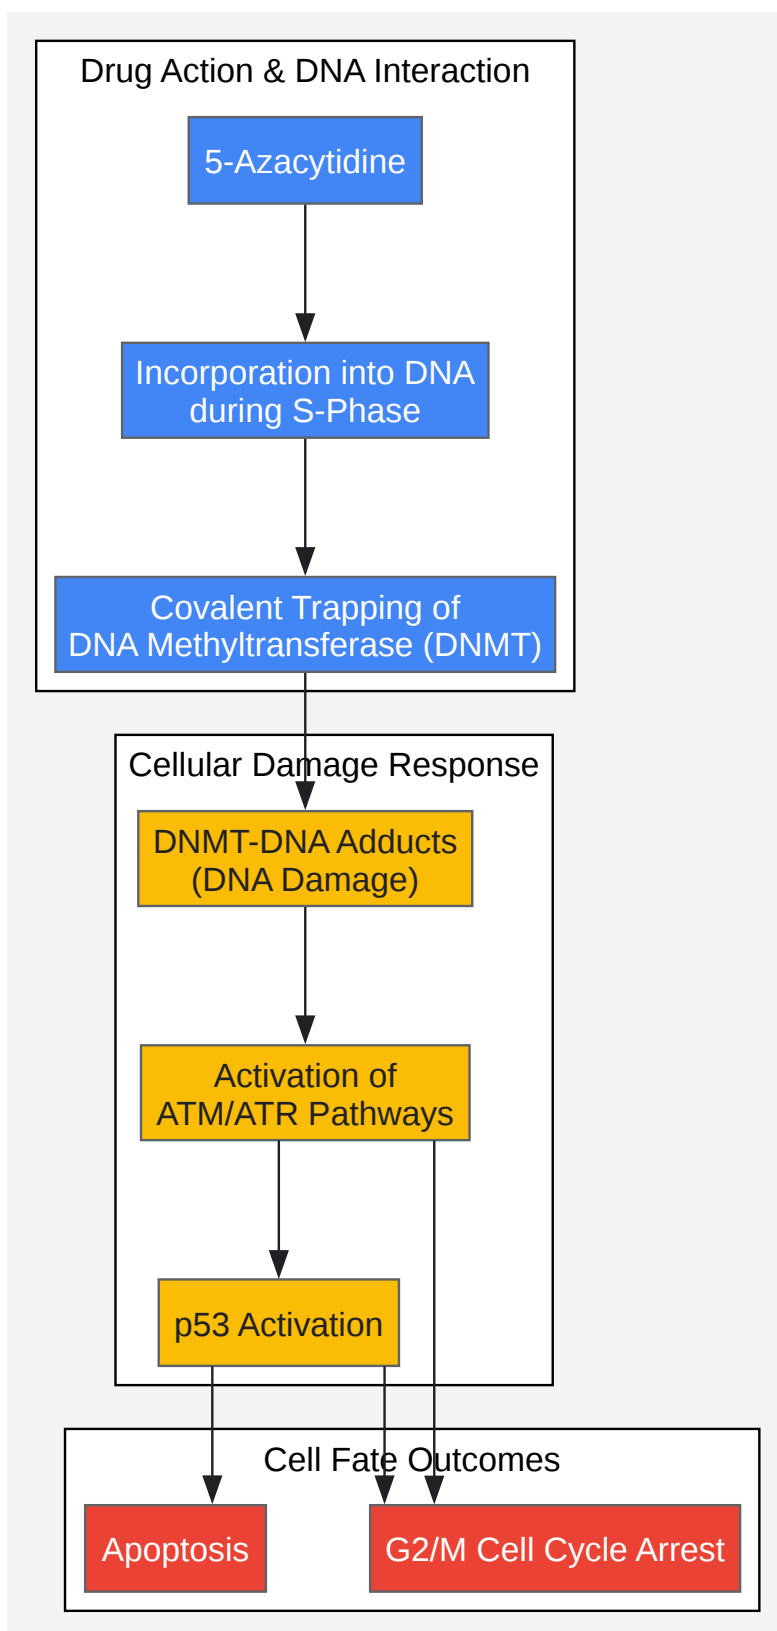 Drug Action & DNA Interaction
5-Azacytidine
Incorporation into DNA
during S-Phase
Covalent Trapping of
DNA Methyltransferase (DNMT)
Cellular Damage Response
DNMT-DNA Adducts
(DNA Damage)
Activation of
ATM/ATR Pathways
p53 Activation
Cell Fate Outcomes
Apoptosis
G2/M Cell Cycle Arrest